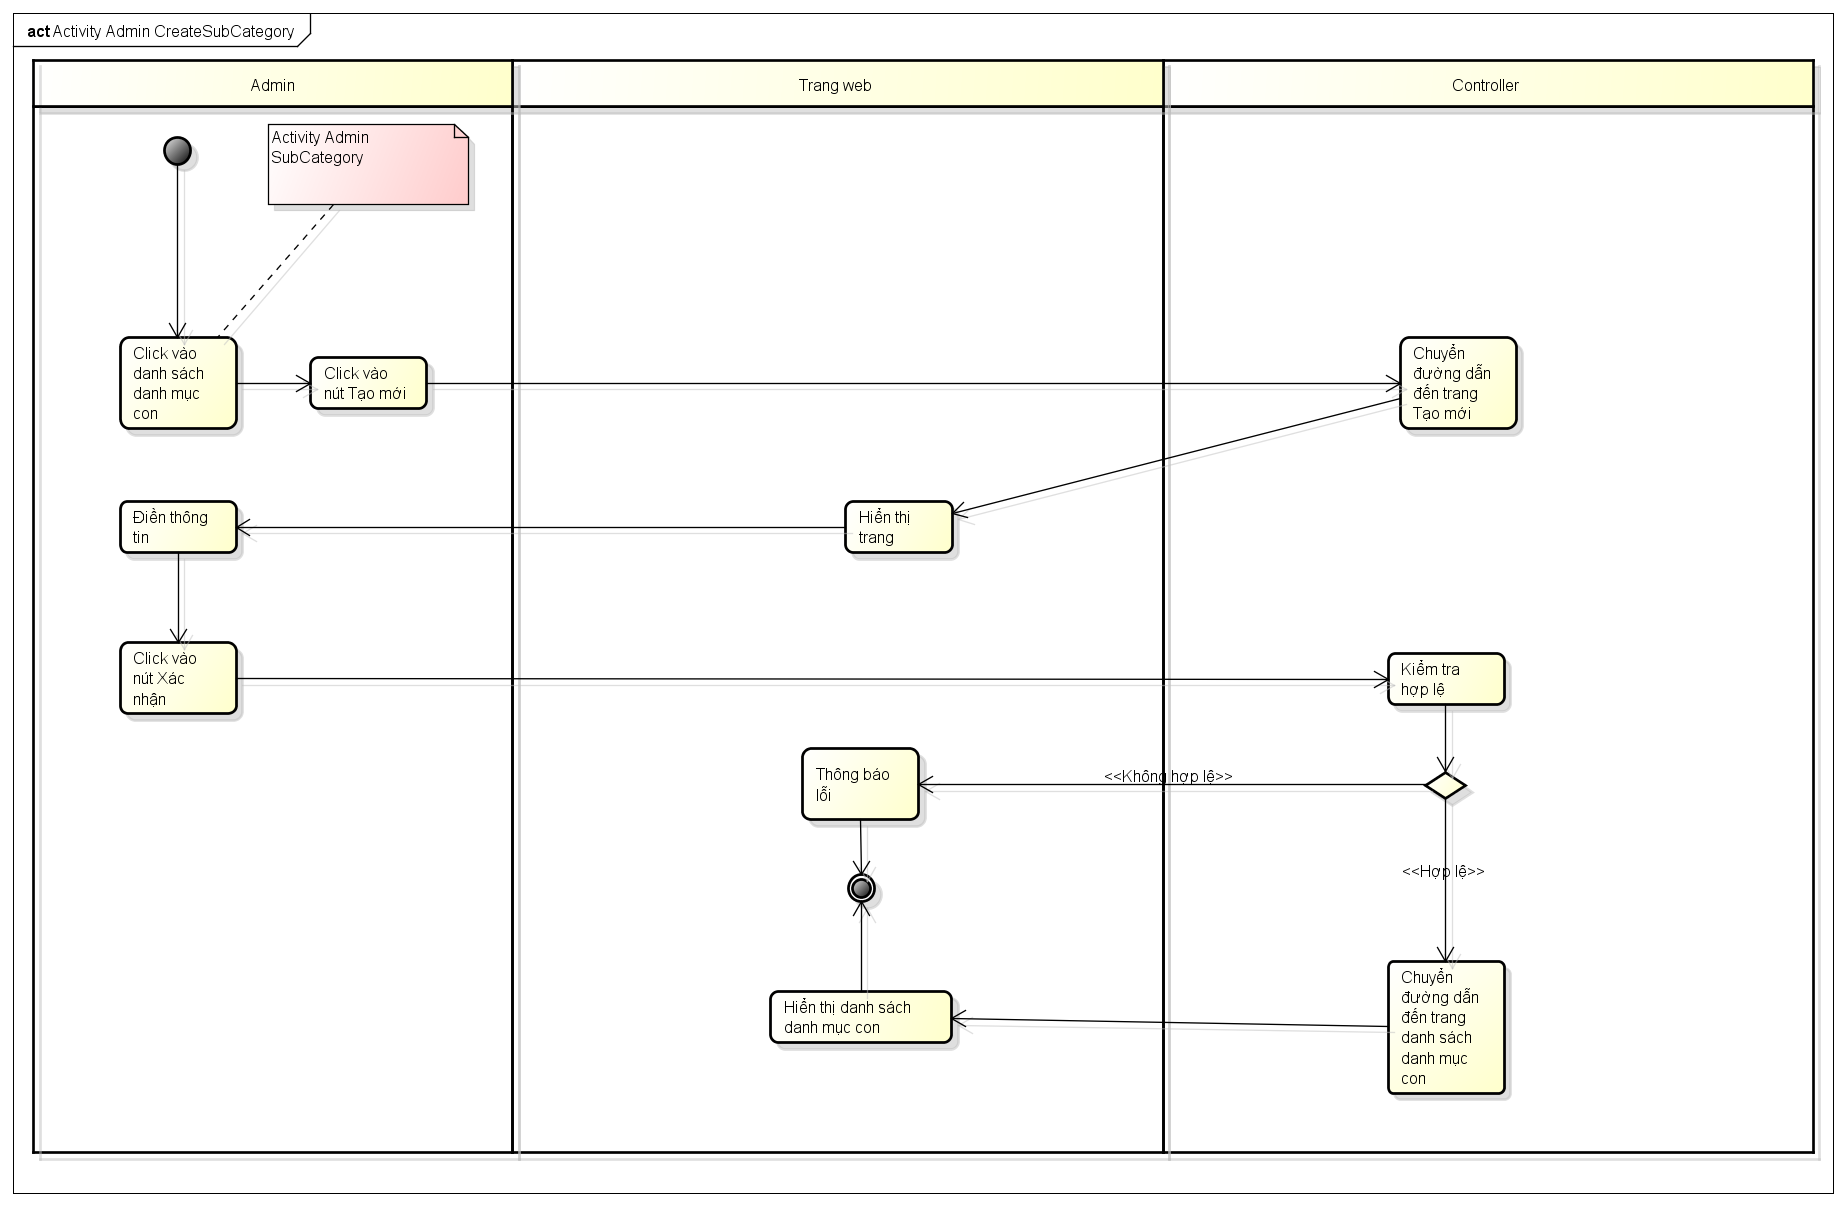 act Activity Admin CreateSubCategory
Admin
Trang web
Controller
Activity Admin
SubCategory
Click vào
danh sách
danh mục
con
Click vào
nút Tạo mới
Chuyển
đường dẫn
đến trang
Tạo mới
Điền thông
tin
Hiển thị
trang
Click vào
nút Xác
nhận
Kiểm tra
hợp lệ
Thông báo
lỗi
<<Không hợp lệ>>
<<Hợp lệ>>
Hiển thị danh sách
danh mục con
Chuyển
đường dẫn
đến trang
danh sách
danh mục
con